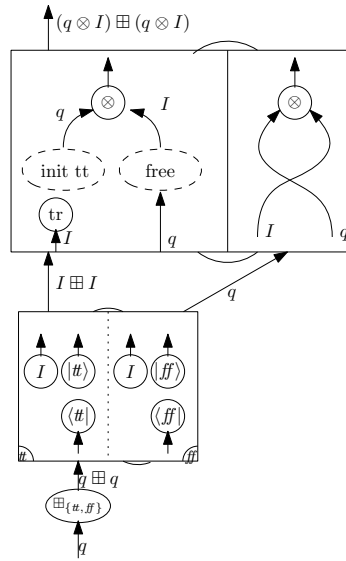 (q ⊗ I) ⊞ (q ⊗ I)
⊗ ⊗
q I
init tt free
tr
I q I q
I ⊞ I q
I |tt⟩ I |ff⟩
⟨tt| ⟨ff|
tt ff
q ⊞ q
⊞{tt,ff}
q